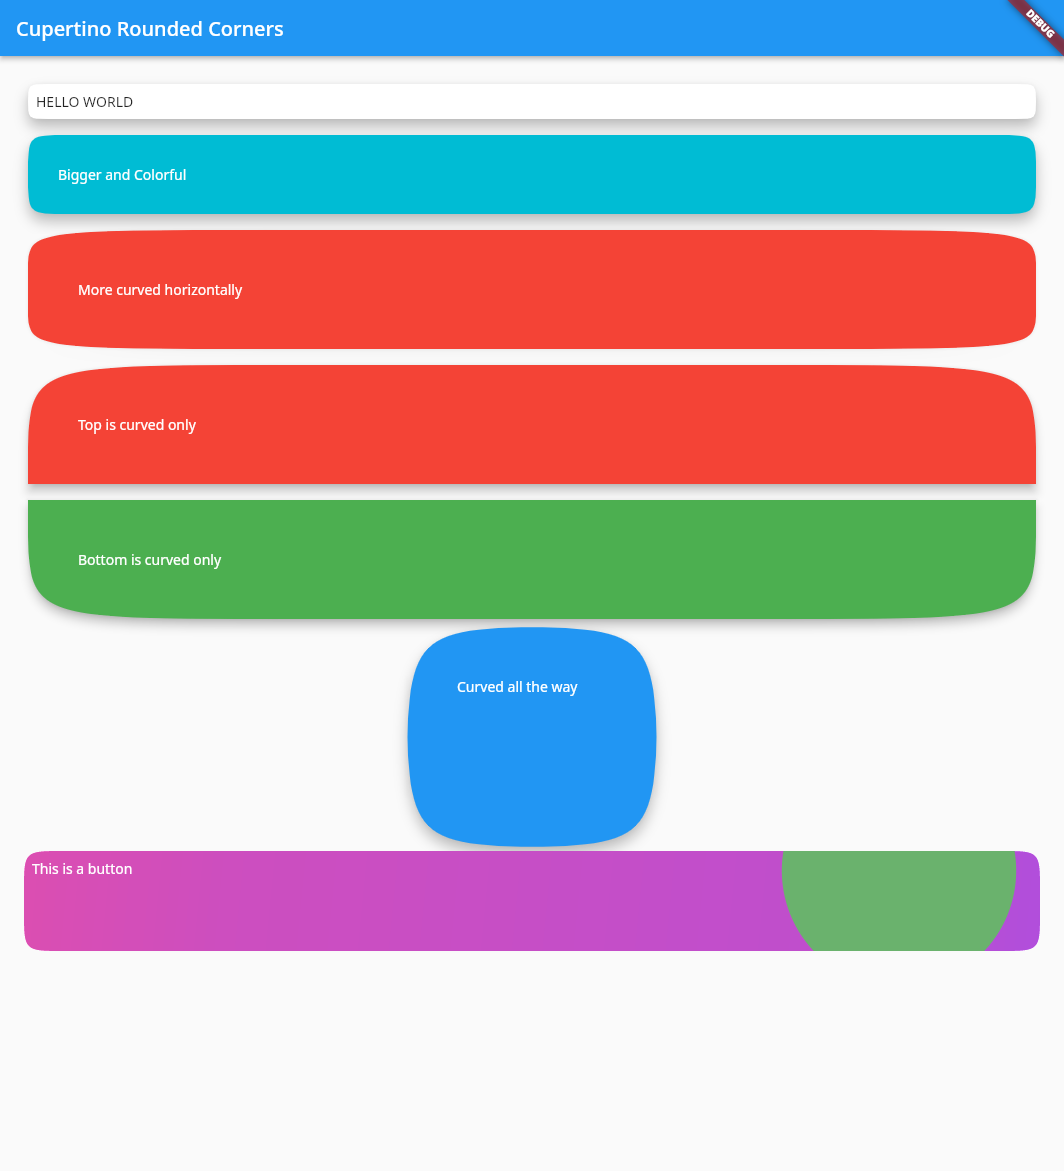 Cupertino Rounded Corners
DEBUG
HELLO WORLD
Bigger and Colorful
More curved horizontally
Top is curved only
Bottom is curved only
Curved all the way
This is a button